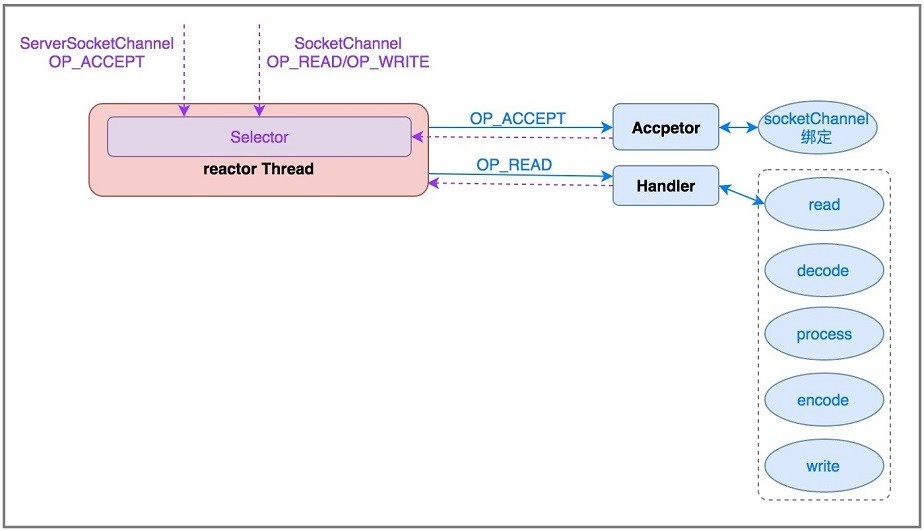 ServerSocketChannel
OP_ACCEPT
SocketChannel
OP_READ/OP_WRITE
Selector
reactor Thread
OP_ACCEPT
Accpetor
socketChannel
绑定
OP_READ
Handler
read
decode
process
encode
write